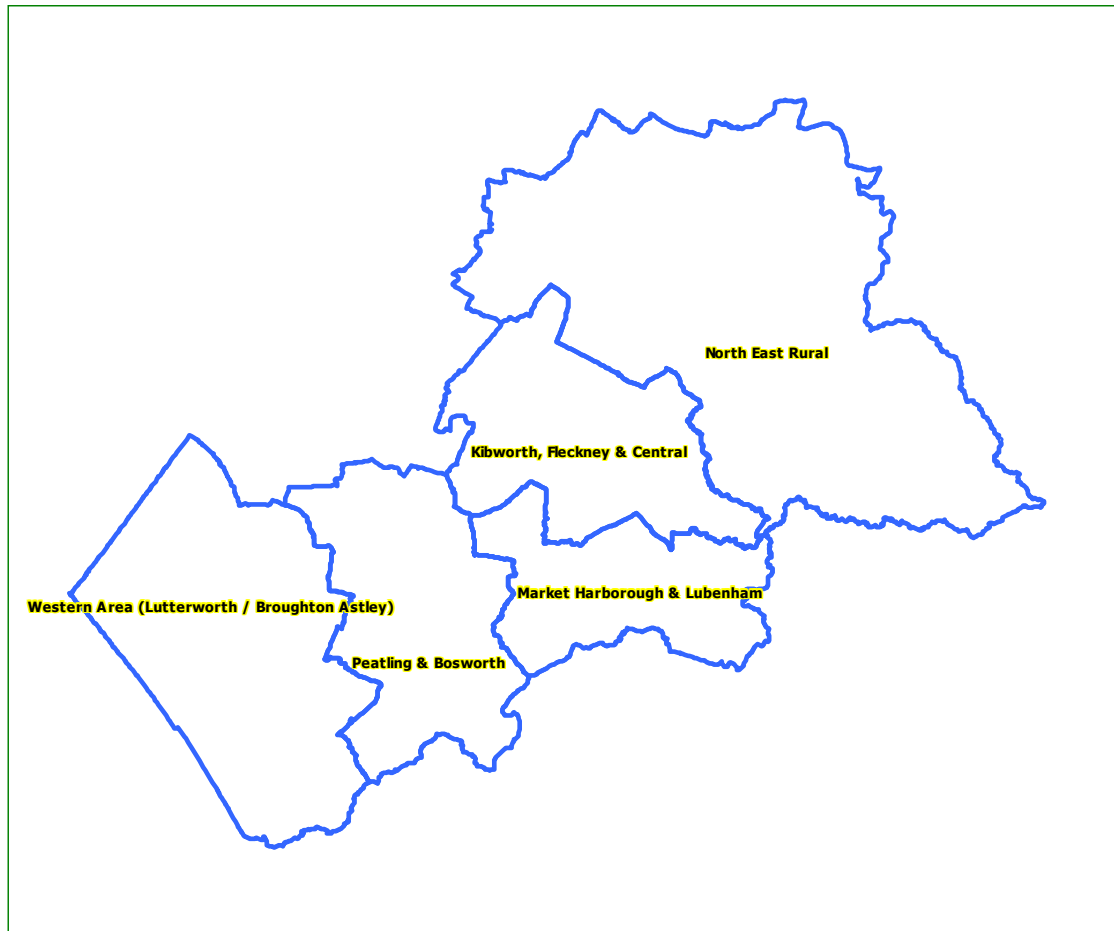 North East Rural
Kibworth, Fleckney & Central
Market Harborough & Lubenham
Western Area (Lutterworth / Broughton Astley)
Peatling & Bosworth